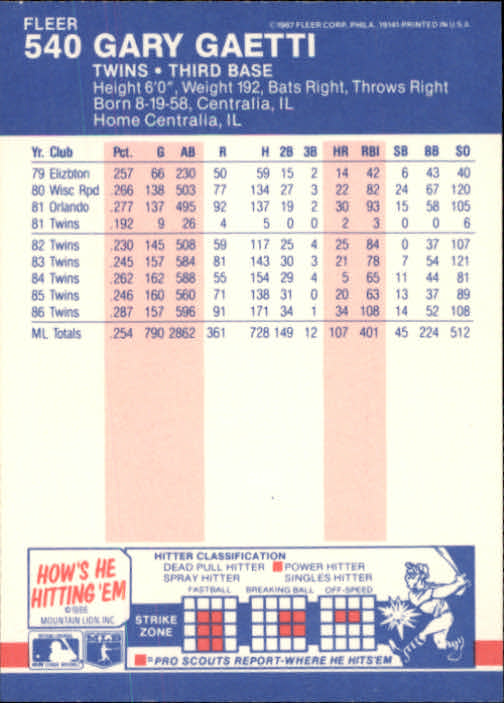 FLEER
©1987 FLEER CORP. PHILA. 19141-PRINTED IN U.S.A.
540 GARY GAETTI
TWINS • THIRD BASE
Height 6'0", Weight 192, Bats Right, Throws Right
Born 8-19-58, Centralia, IL
Home Centralia, IL
Yr. Club Pct. G AB R H 2B 3B HR RBI SB BB SO
79 Elizbton .257 66 230 50 59 15 2 14 42 6 43 40
80 Wisc Rpd .266 138 503 77 134 27 3 22 82 24 67 120
81 Orlando .277 137 495 92 137 19 2 30 93 15 58 105
81 Twins .192 9 26 4 5 0 0 2 3 0 0 6
82 Twins .230 145 508 59 117 25 4 25 84 0 37 107
83 Twins .245 157 584 81 143 30 3 21 78 7 54 121
84 Twins .262 162 588 55 154 29 4 5 65 11 44 81
85 Twins .246 160 560 71 138 31 0 20 63 13 37 89
86 Twins .287 157 596 91 171 34 1 34 108 14 52 108
ML Totals .254 790 2862 361 728 149 12 107 401 45 224 512
HOW'S HE
HITTING 'EM
©1986
MOUNTAIN LION, INC
HITTER CLASSIFICATION
DEAD PULL HITTER POWER HITTER
SPRAY HITTER SINGLES HITTER
FASTBALL BREAKING BALL OFF-SPEED
STRIKE
ZONE
=PRO SCOUTS REPORT-WHERE HE HITS'EM